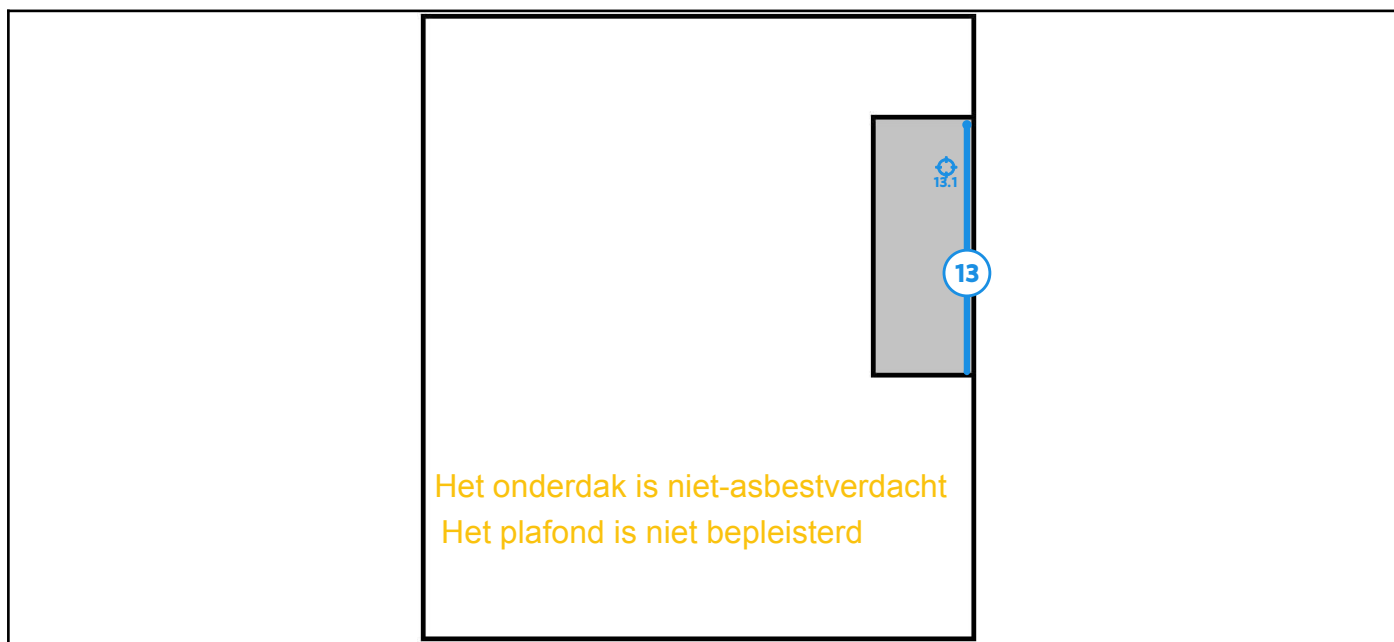 13.1
13
Het onderdak is niet-asbestverdacht
Het plafond is niet bepleisterd